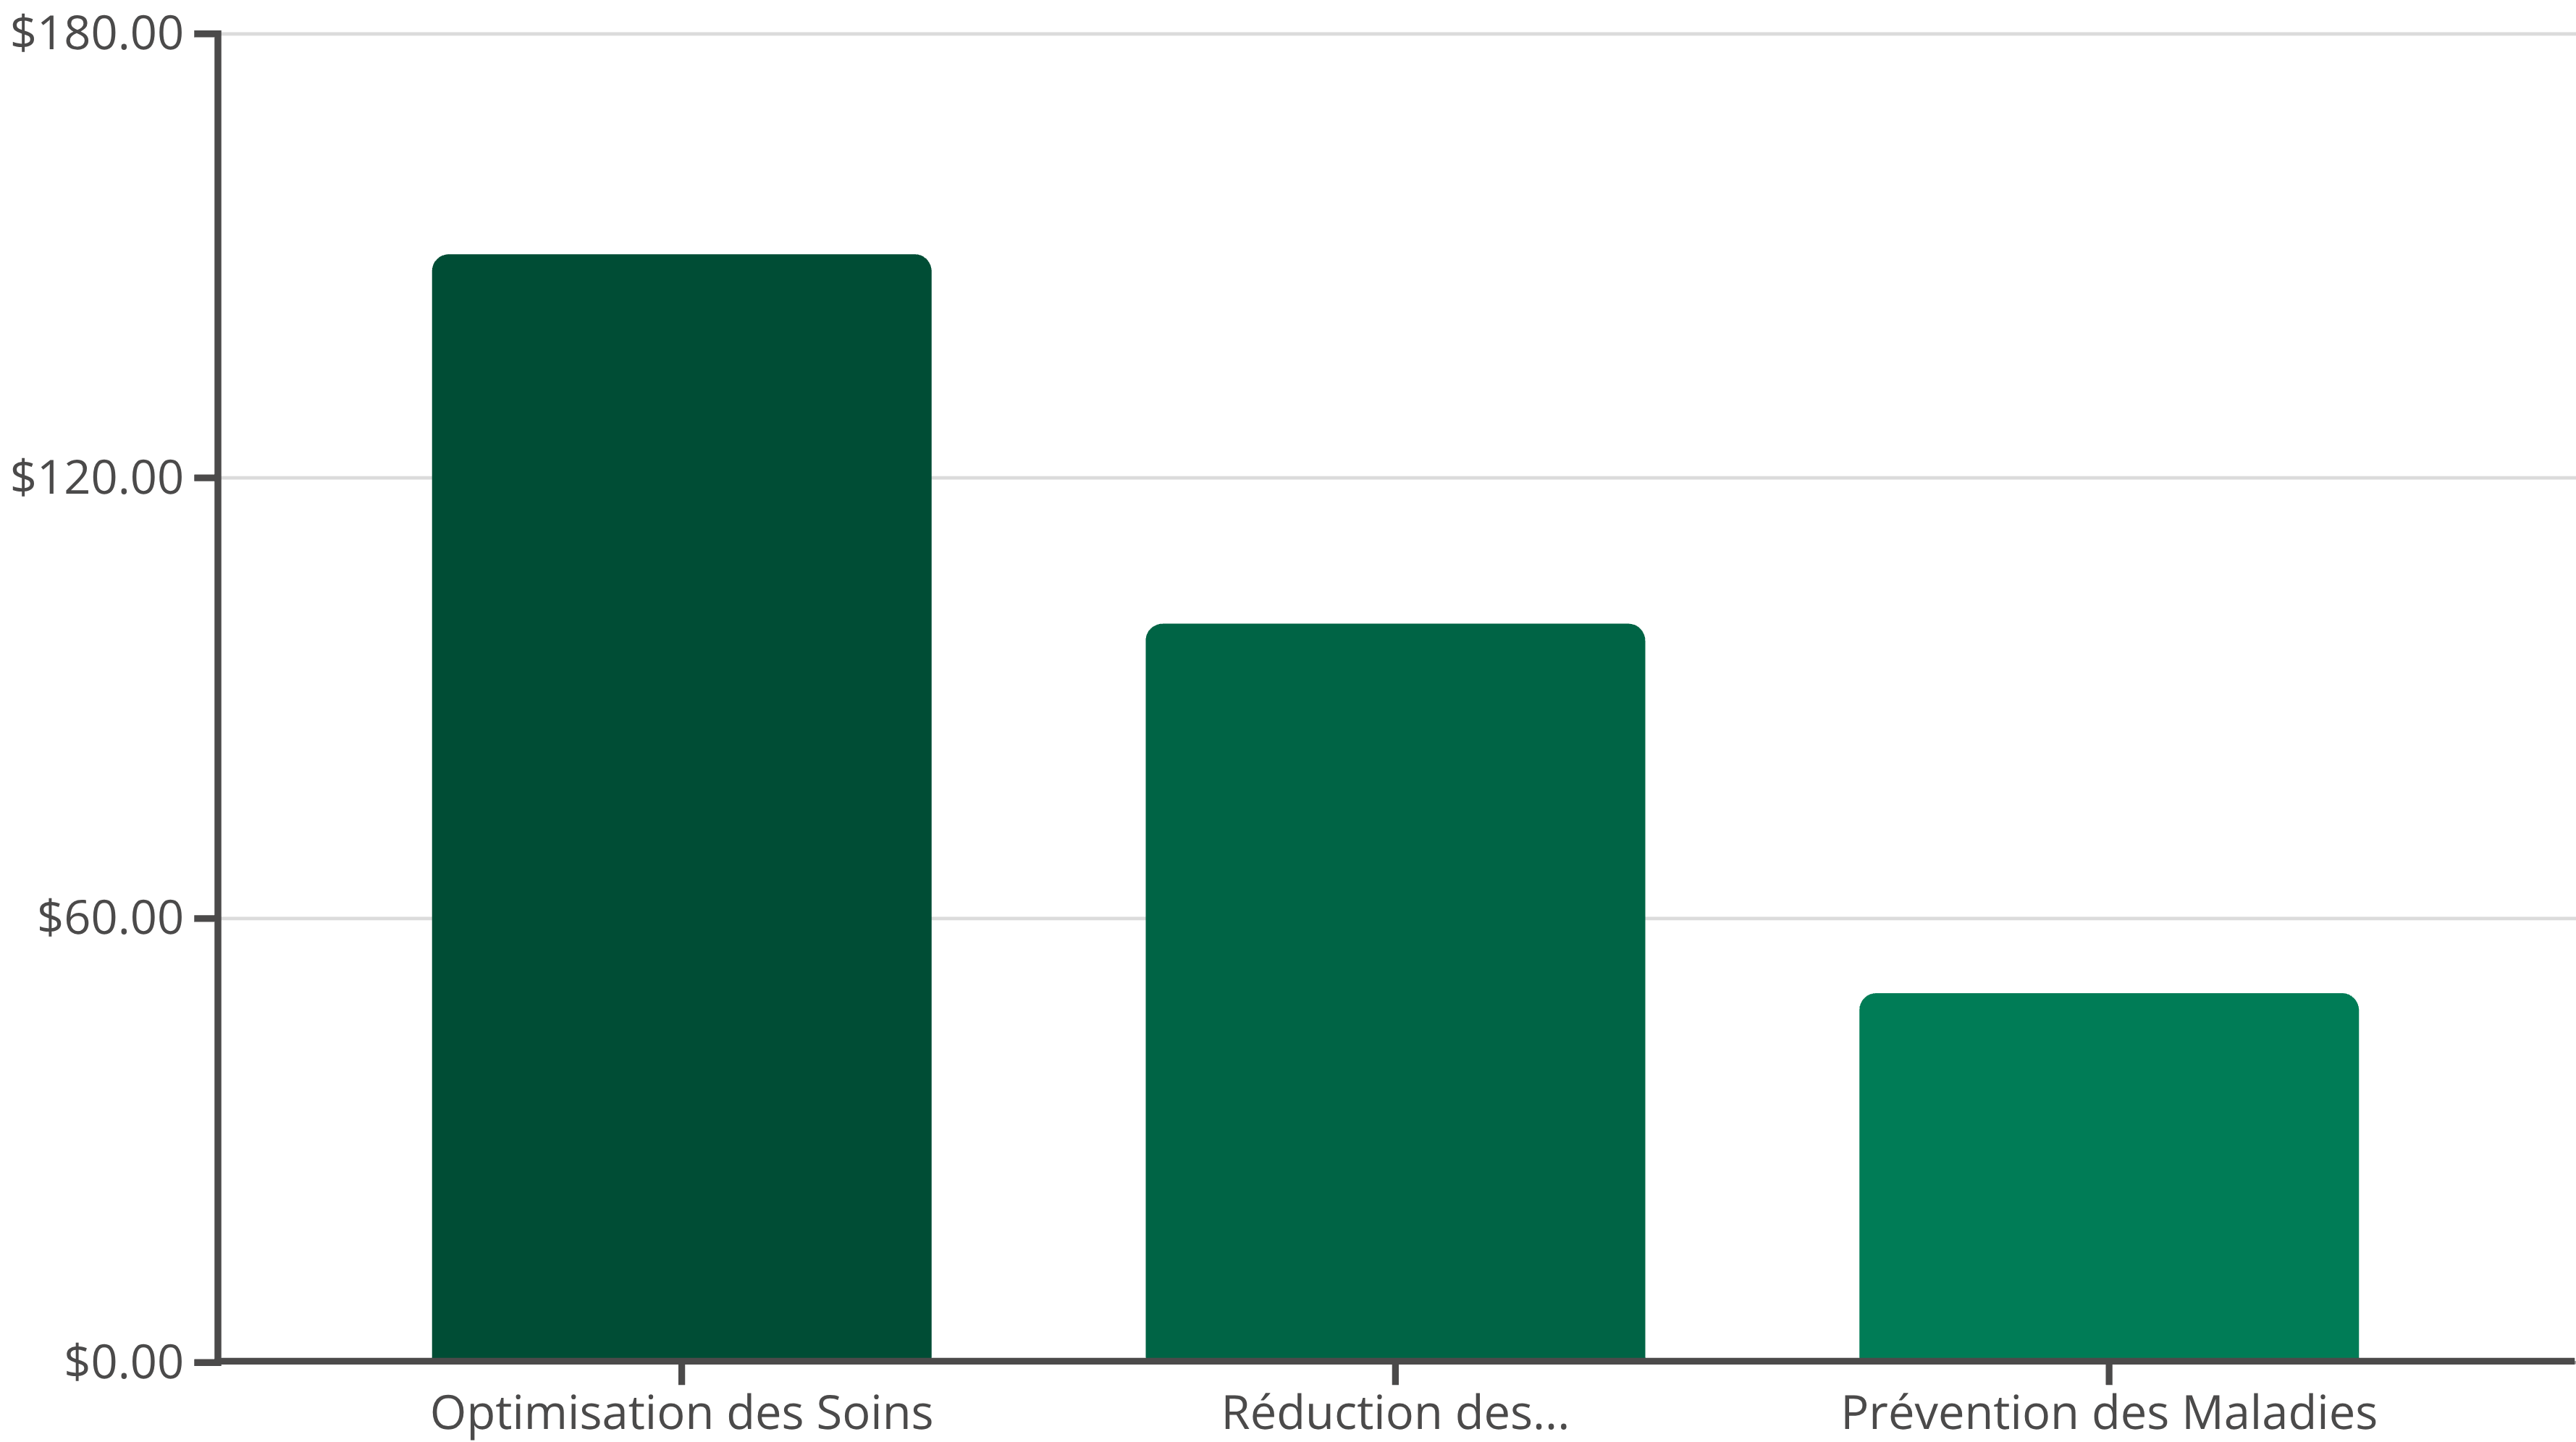 $180.00
$120.00
$60.00
$0.00
Optimisation des Soins
Réduction des...
Prévention des Maladies